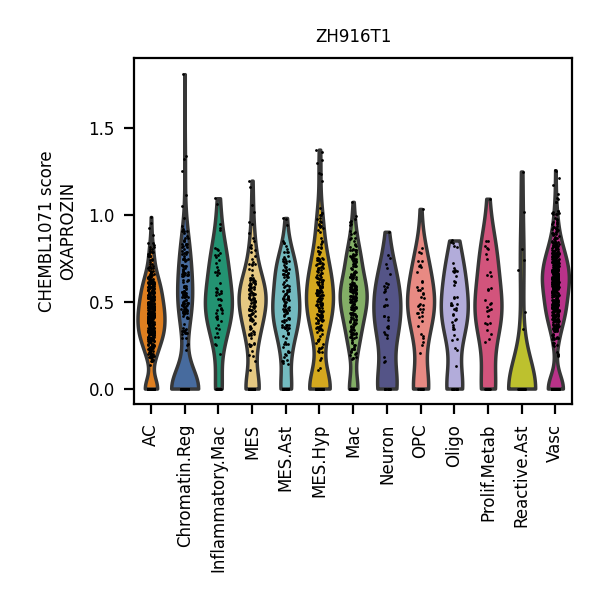 ZH916T1
CHEMBL1071 score
OXAPROZIN
1.5
1.0
0.5
0.0
AC
Chromatin.Reg
Inflammatory.Mac
MES
MES.Ast
MES.Hyp
Mac
Neuron
OPC
Oligo
Prolif.Metab
Reactive.Ast
Vasc